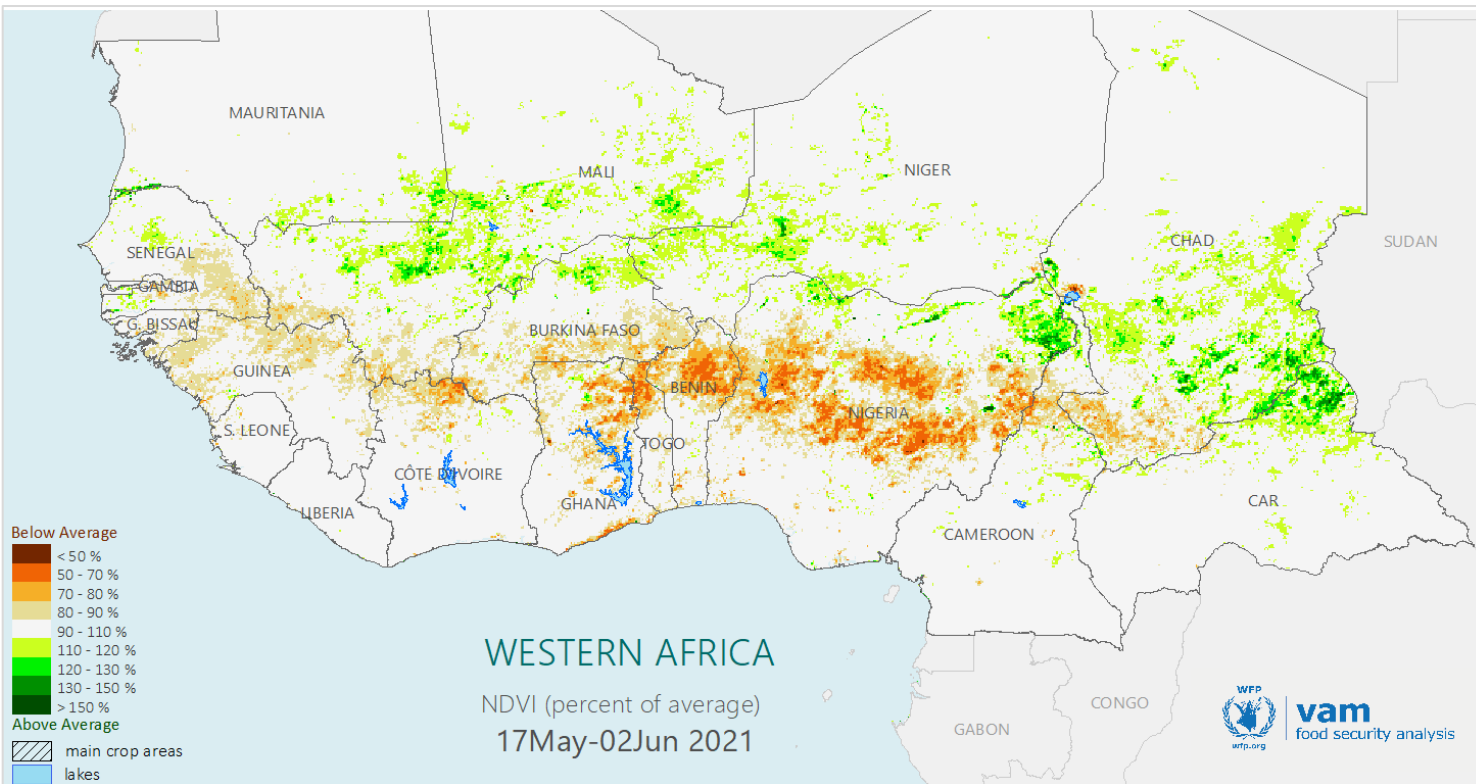 MAURITANIA
MALI
NIGER
CHAD
SUDAN
SENEGAL
GAMBIA
G. BISSAU
BURKINA FASO
GUINEA
BENIN
NIGERIA
S. LEONE
TOGO
CÔTE D'IVOIRE
GHANA
LIBERIA
CAR
CAMEROON
CONGO
GABON
Below Average
< 50 %
50 - 70 %
70 - 80 %
80 - 90 %
90 - 110 %
110 - 120 %
120 - 130 %
130 - 150 %
> 150 %
Above Average
main crop areas
lakes
WESTERN AFRICA
NDVI (percent of average)
17May-02Jun 2021
WFP
wfp.org
vam
food security analysis